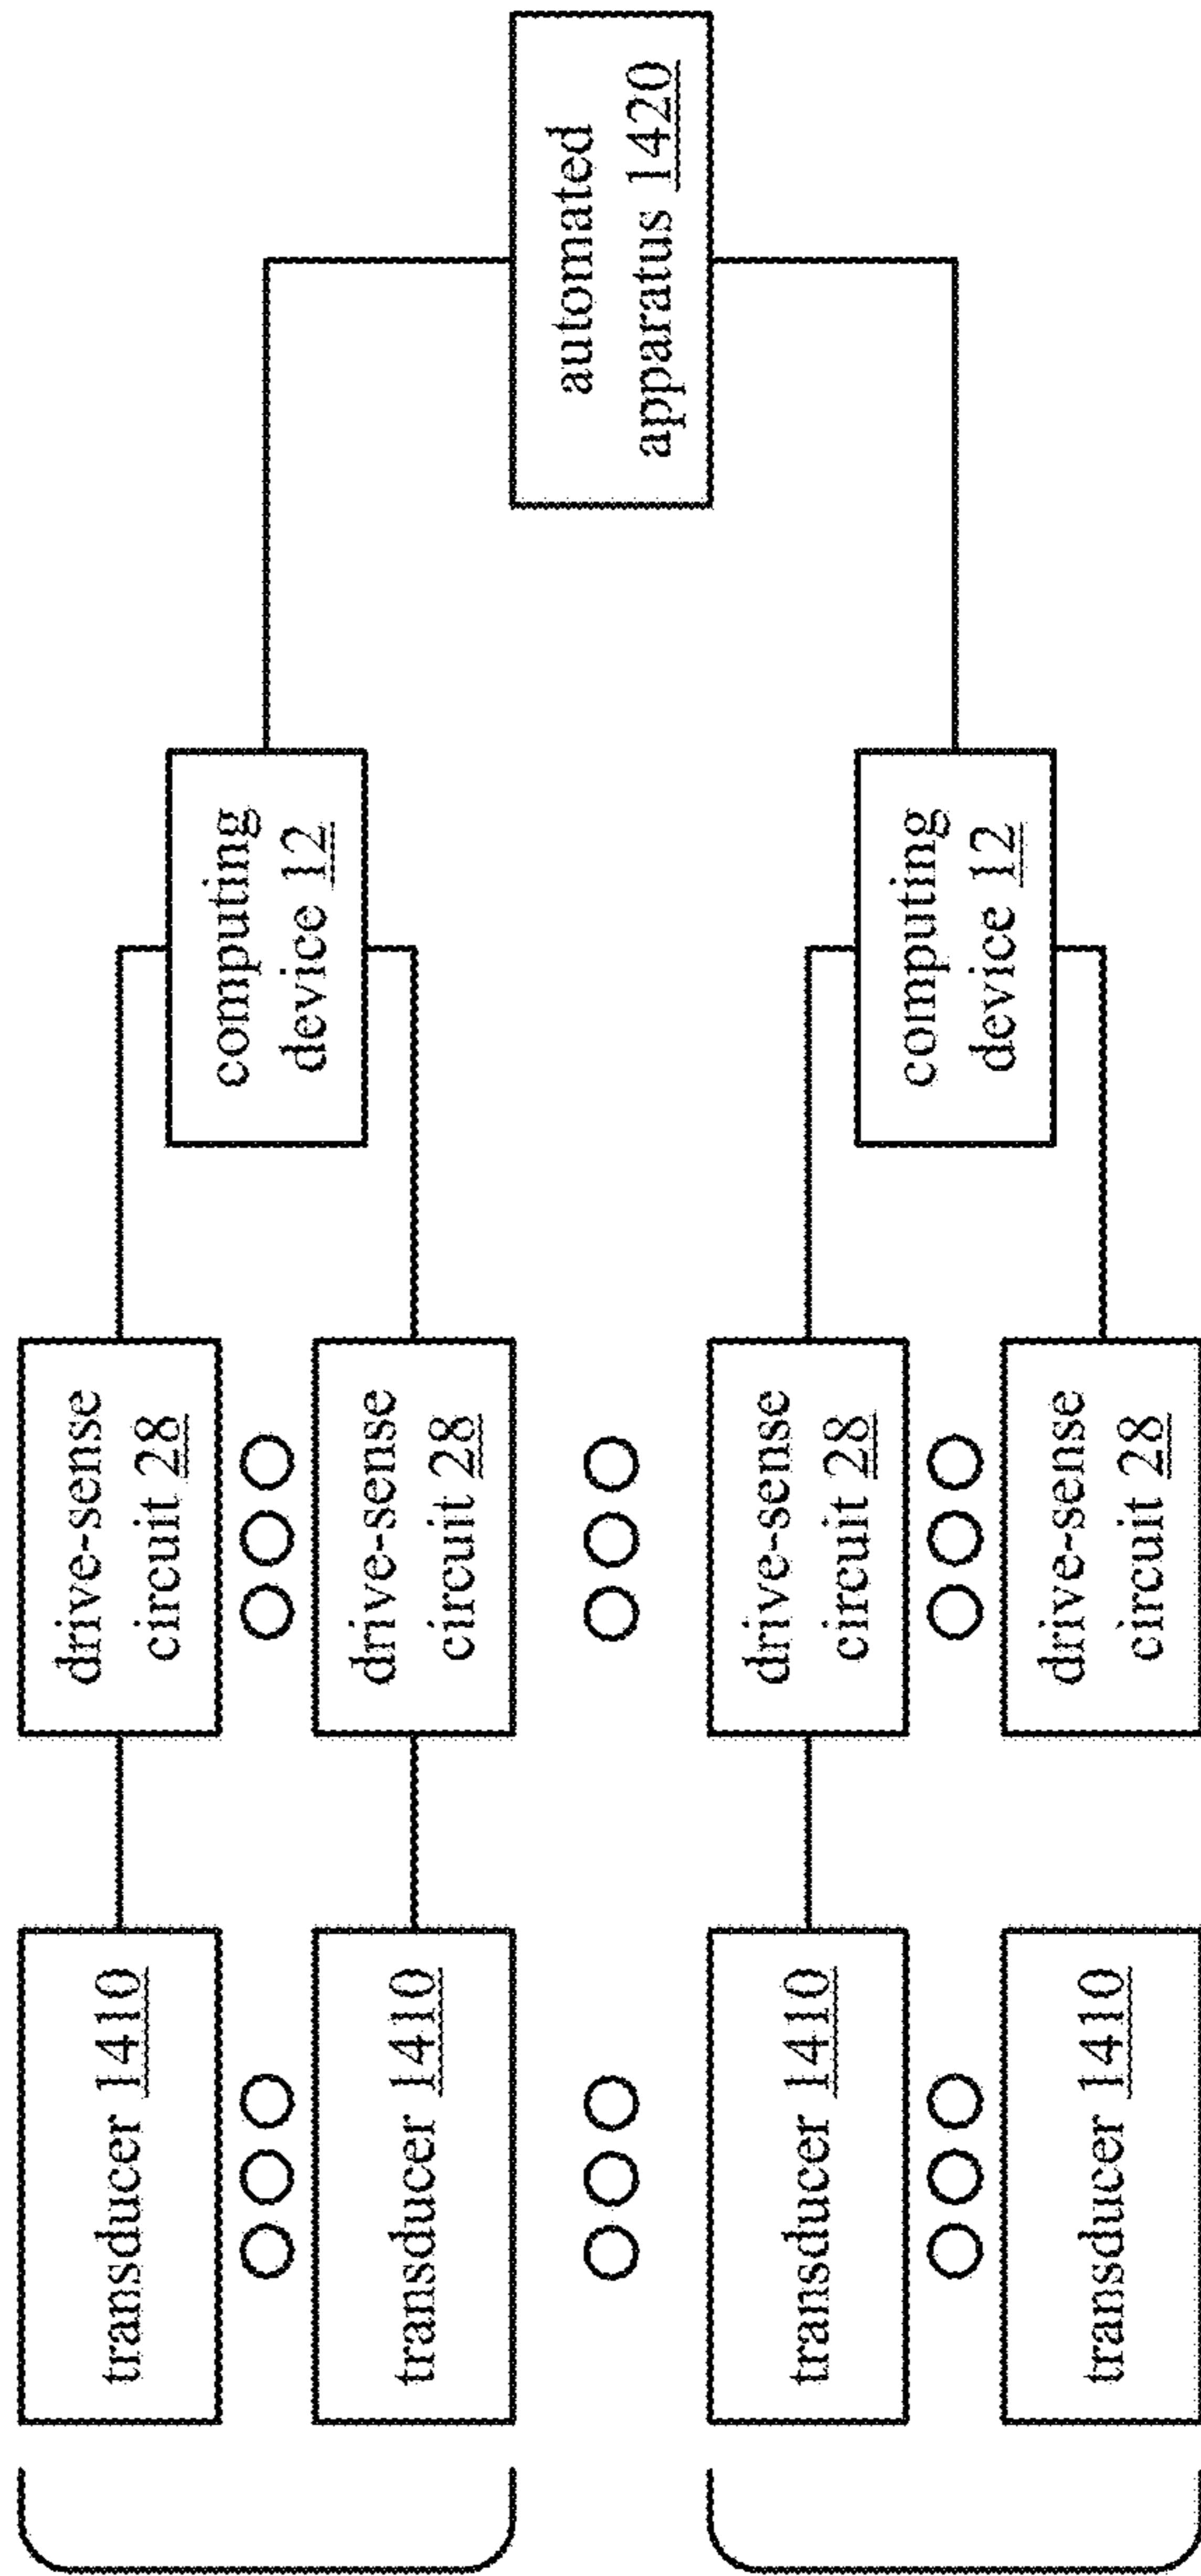 transducer 1410
drive-sense
circuit 28
computing
device 12
transducer 1410
drive-sense
circuit 28
automated
apparatus 1420
transducer 1410
drive-sense
circuit 28
computing
device 12
transducer 1410
drive-sense
circuit 28